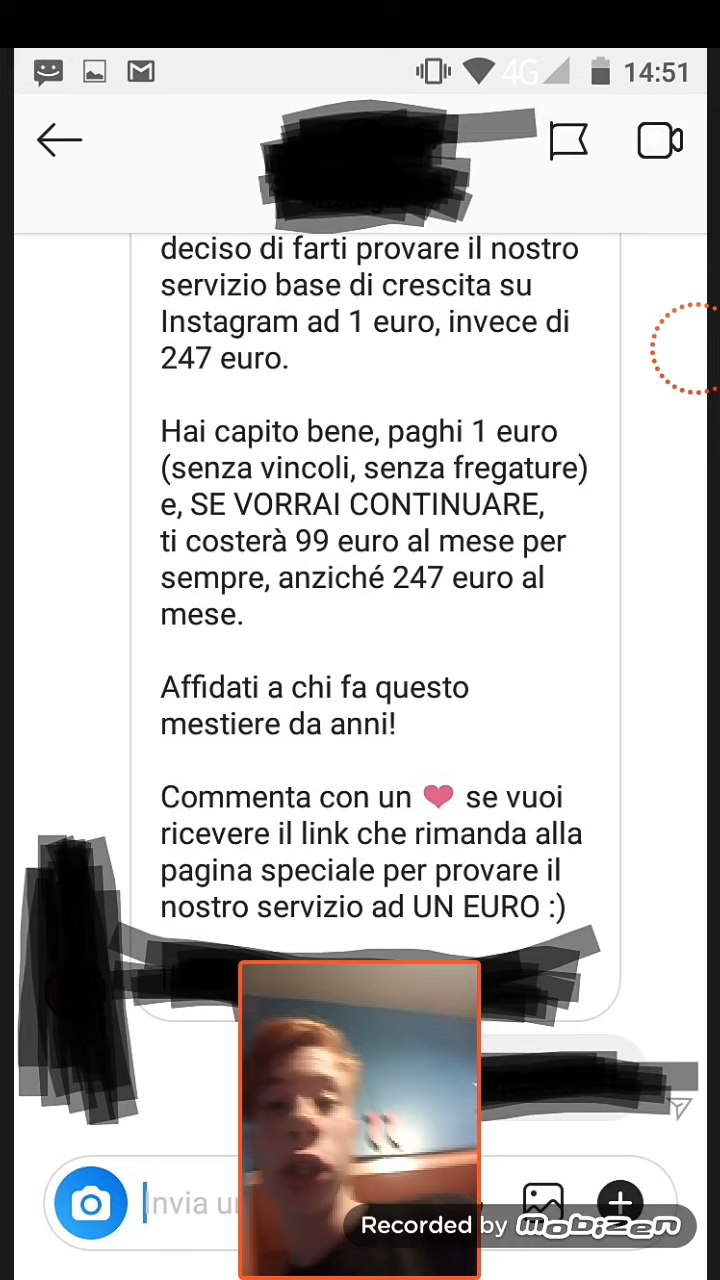 4G 14:51
deciso di farti provare il nostro
servizio base di crescita su
Instagram ad 1 euro, invece di
247 euro.
Hai capito bene, paghi 1 euro
(senza vincoli, senza fregature)
e, SE VORRAI CONTINUARE,
ti costerà 99 euro al mese per
sempre, anziché 247 euro al
mese.
Affidati a chi fa questo
mestiere da anni!
Commenta con un ❤ se vuoi
ricevere il link che rimanda alla
pagina speciale per provare il
nostro servizio ad UN EURO :)
Invia
Recorded by mobizen